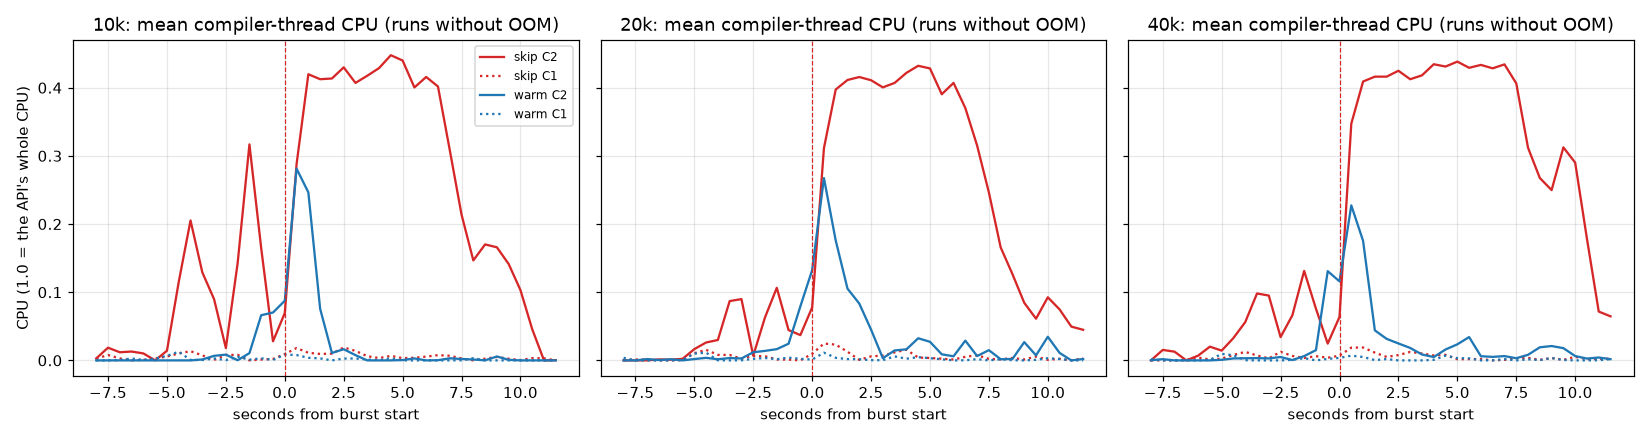 10k: mean compiler-thread CPU (runs without OOM)
20k: mean compiler-thread CPU (runs without OOM)
40k: mean compiler-thread CPU (runs without OOM)
CPU (1.0 = the API's whole CPU)
0.4
0.3
0.2
0.1
0.0
skip C2
skip C1
warm C2
warm C1
−7.5 −5.0 −2.5 0.0 2.5 5.0 7.5 10.0
−7.5 −5.0 −2.5 0.0 2.5 5.0 7.5 10.0
−7.5 −5.0 −2.5 0.0 2.5 5.0 7.5 10.0
seconds from burst start
seconds from burst start
seconds from burst start